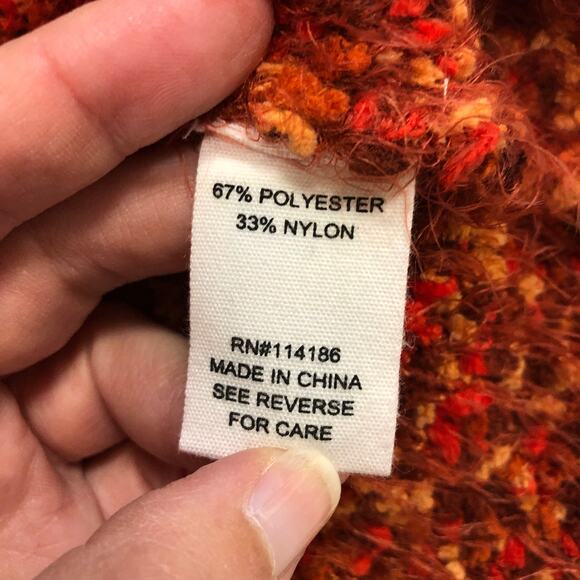 67% POLYESTER
33% NYLON
RN#114186
MADE IN CHINA
SEE REVERSE
FOR CARE